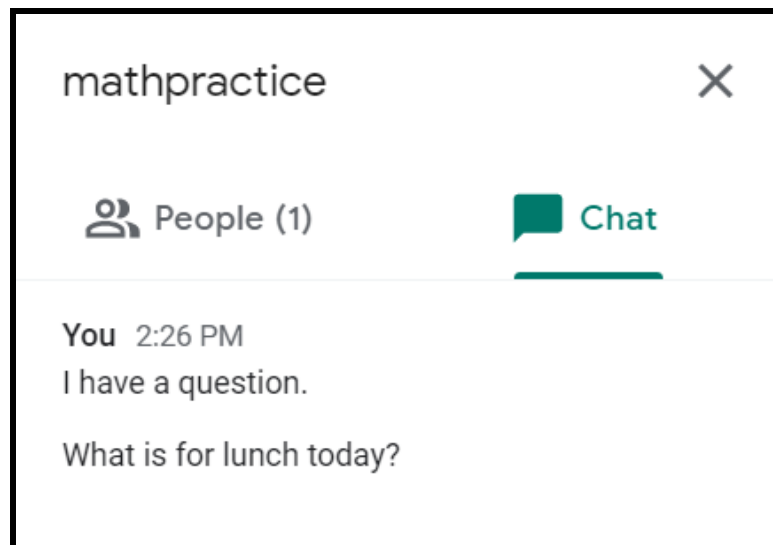 mathpractice
People (1)
Chat
You 2:26 PM
I have a question.
What is for lunch today?